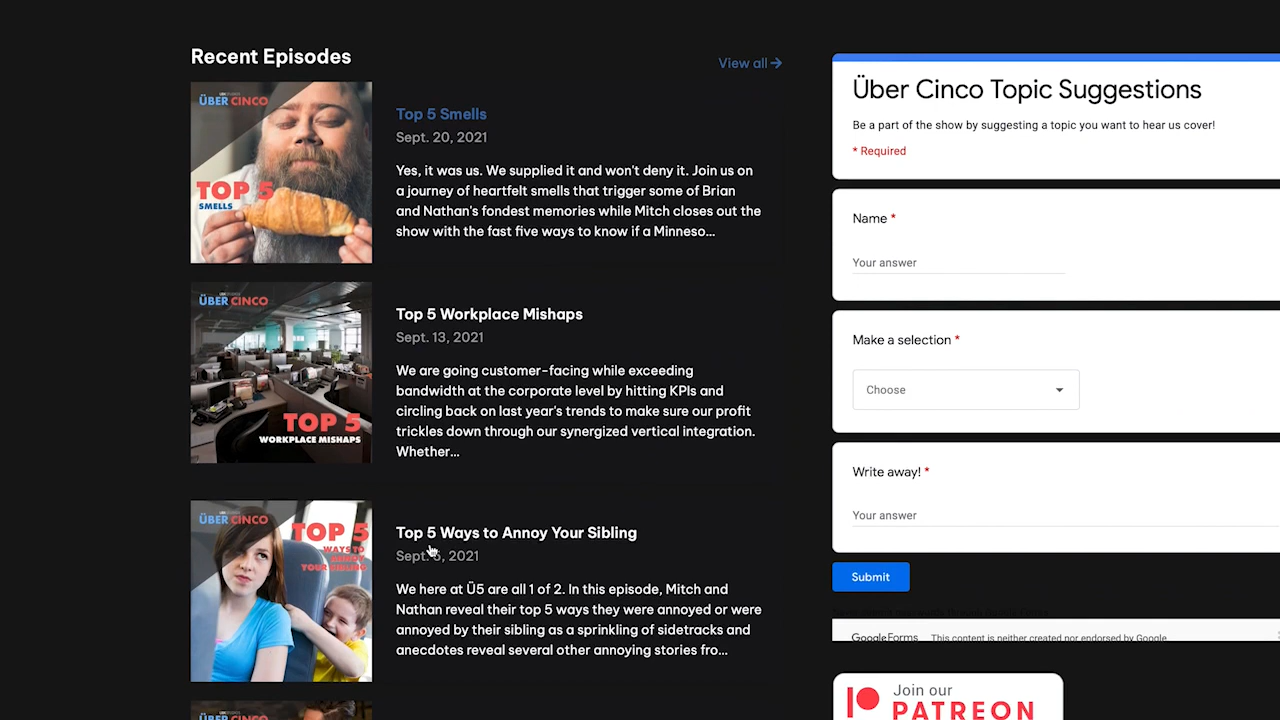 Recent Episodes
View all
ÜBER CINCO
TOP 5
SMELLS
Top 5 Smells
Sept. 20, 2021
Yes, it was us. We supplied it and won't deny it. Join us on
a journey of heartfelt smells that trigger some of Brian
and Nathan's fondest memories while Mitch closes out the
show with the fast five ways to know if a Minneso...
ÜBER CINCO
TOP 5
WORKPLACE MISHAPS
Top 5 Workplace Mishaps
Sept. 13, 2021
We are going customer-facing while exceeding
bandwidth at the corporate level by hitting KPIs and
circling back on last year's trends to make sure our profit
trickles down through our synergized vertical integration.
Whether...
ÜBER CINCO
TOP 5
WAYS TO
ANNOY
YOUR SIBLING
Top 5 Ways to Annoy Your Sibling
Sept. 2021
We here at Ü5 are all 1 of 2. In this episode, Mitch and
Nathan reveal their top 5 ways they were annoyed or were
annoyed by their sibling as a sprinkling of sidetracks and
anecdotes reveal several other annoying stories fro...
ÜBER CINCO
Über Cinco Topic Suggestions
Be a part of the show by suggesting a topic you want to hear us cover!
* Required
Name *
Your answer
Make a selection *
Choose
Write away! *
Your answer
Submit
Google Forms This content is neither created nor endorsed by Google.
Join our
PATREON